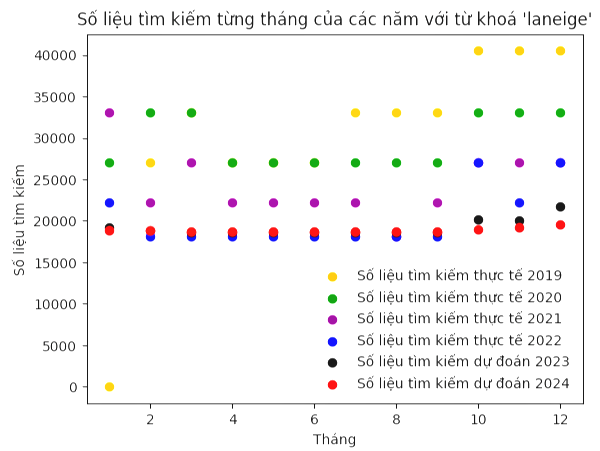 Số liệu tìm kiếm từng tháng của các năm với từ khoá 'laneige'
40000
35000
30000
25000
20000
15000
10000
5000
0
Số liệu tìm kiếm
Số liệu tìm kiếm thực tế 2019
Số liệu tìm kiếm thực tế 2020
Số liệu tìm kiếm thực tế 2021
Số liệu tìm kiếm thực tế 2022
Số liệu tìm kiếm dự đoán 2023
Số liệu tìm kiếm dự đoán 2024
2 4 6 8 10 12
Tháng